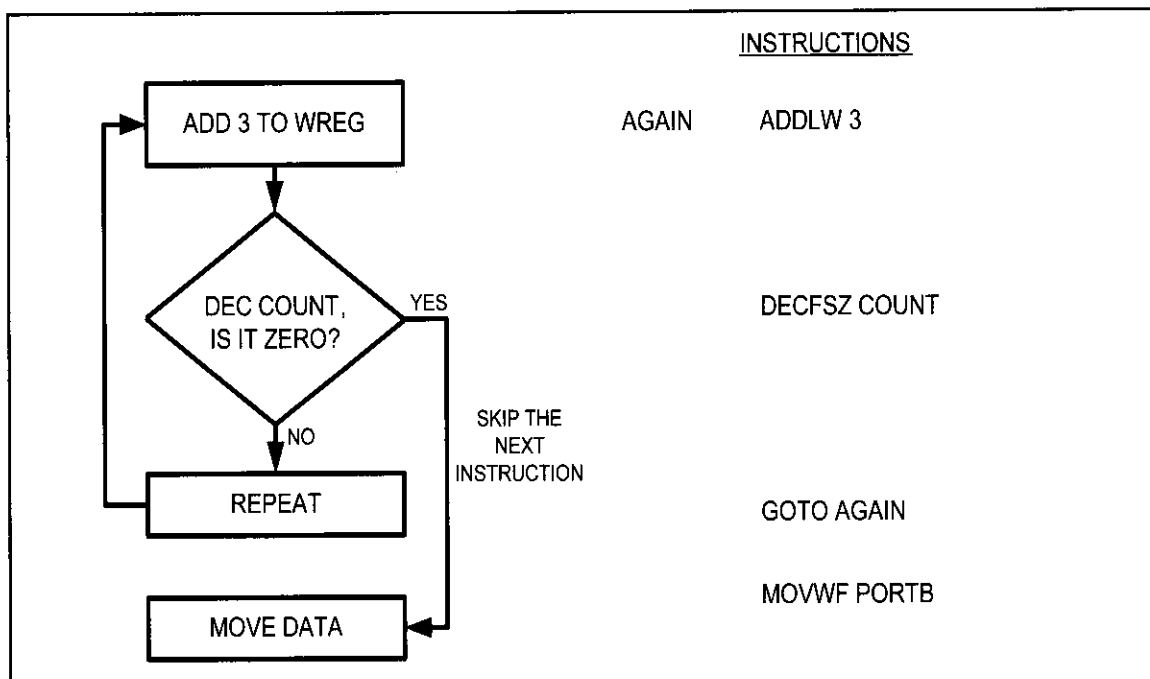 INSTRUCTIONS
ADD 3 TO WREG
AGAIN ADDLW 3
DEC COUNT,
IS IT ZERO?
YES
DECFSZ COUNT
NO
SKIP THE
NEXT
INSTRUCTION
REPEAT
GOTO AGAIN
MOVE DATA
MOVWF PORTB